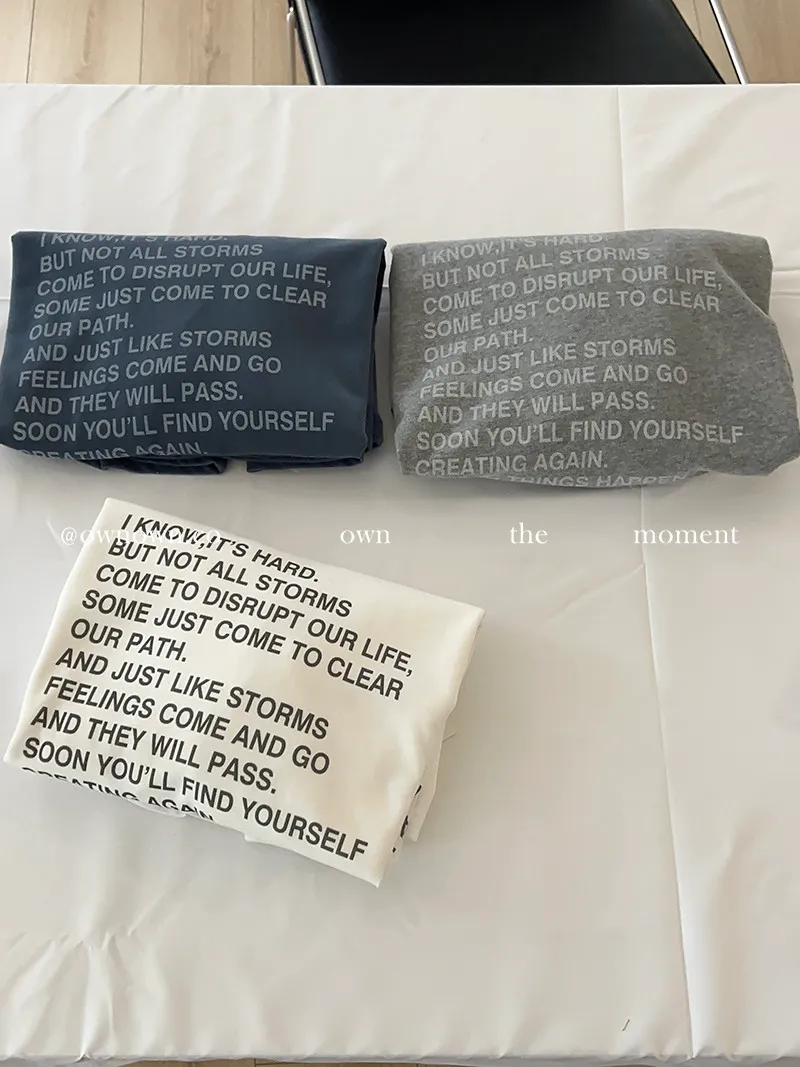 I KNOW,IT'S HARD.
BUT NOT ALL STORMS
COME TO DISRUPT OUR LIFE,
SOME JUST COME TO CLEAR
OUR PATH.
AND JUST LIKE STORMS
FEELINGS COME AND GO
AND THEY WILL PASS.
SOON YOU'LL FIND YOURSELF
CREATING AGAIN.
I KNOW,IT'S HARD.
BUT NOT ALL STORMS
COME TO DISRUPT OUR LIFE,
SOME JUST COME TO CLEAR
OUR PATH.
AND JUST LIKE STORMS
FEELINGS COME AND GO
AND THEY WILL PASS.
SOON YOU'LL FIND YOURSELF
CREATING AGAIN.
THINGS HAPPEN
own the moment
I KNOW,IT'S HARD.
BUT NOT ALL STORMS
COME TO DISRUPT OUR LIFE,
SOME JUST COME TO CLEAR
OUR PATH.
AND JUST LIKE STORMS
FEELINGS COME AND GO
AND THEY WILL PASS.
SOON YOU'LL FIND YOURSELF
CREATING AGAIN.